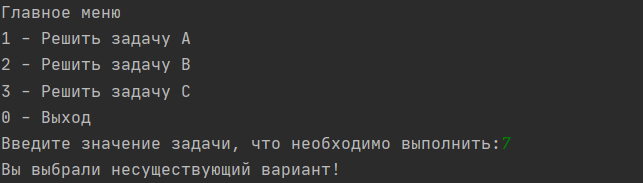 Главное меню
1 - Решить задачу A
2 - Решить задачу B
3 - Решить задачу C
0 - Выход
Введите значение задачи, что необходимо выполнить:7
Вы выбрали несуществующий вариант!